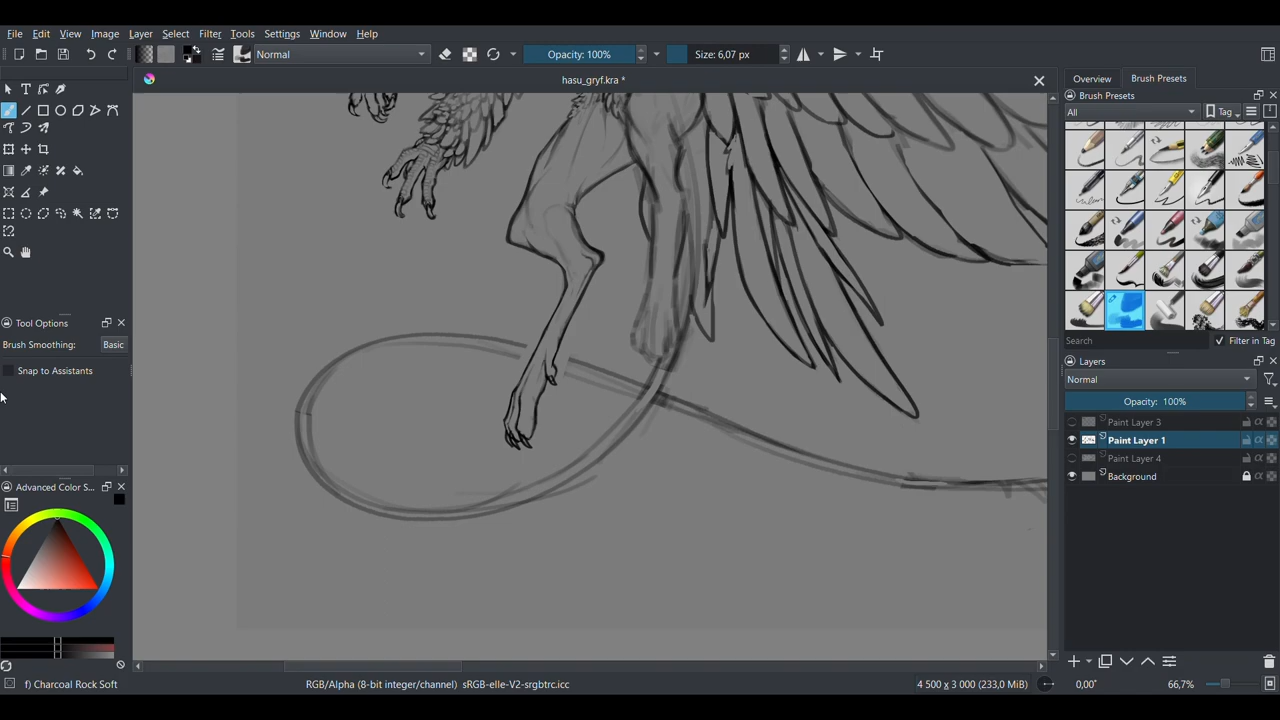 File Edit View Image Layer Select Filter Tools Settings Window Help
Normal Opacity: 100% Size: 6,07 px
hasu_gryf.kra *
Overview Brush Presets
Brush Presets
All Tag
Search Filter in Tag
Tool Options
Brush Smoothing: Basic
Snap to Assistants
Layers
Normal
Opacity: 100%
Paint Layer 3
Paint Layer 1
Paint Layer 4
Background
Advanced Color S...
f) Charcoal Rock Soft RGB/Alpha (8-bit integer/channel) sRGB-elle-V2-srgbtrc.icc 4 500 x 3 000 (233,0 MiB) 0,00° 66,7%